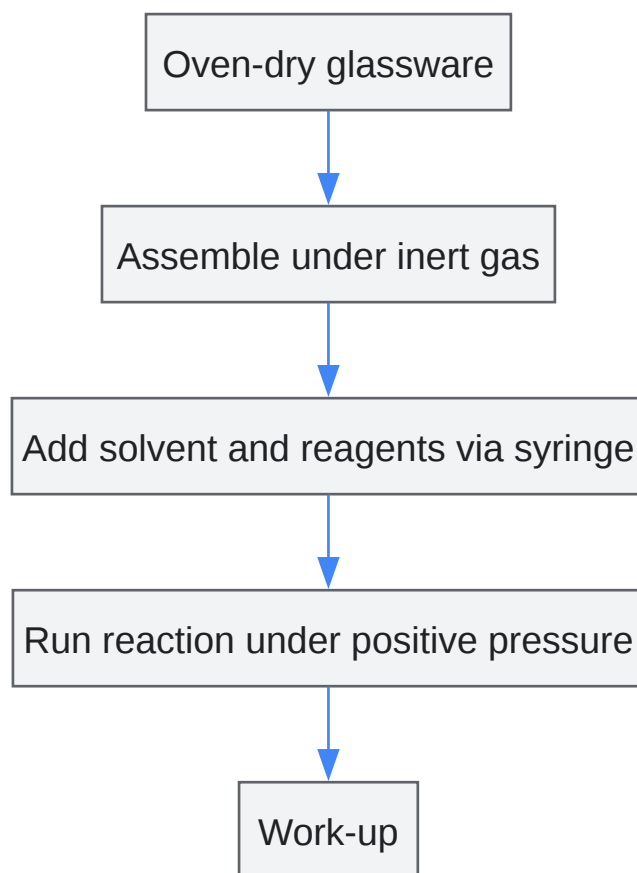 Oven-dry glassware
Assemble under inert gas
Add solvent and reagents via syringe
Run reaction under positive pressure
Work-up